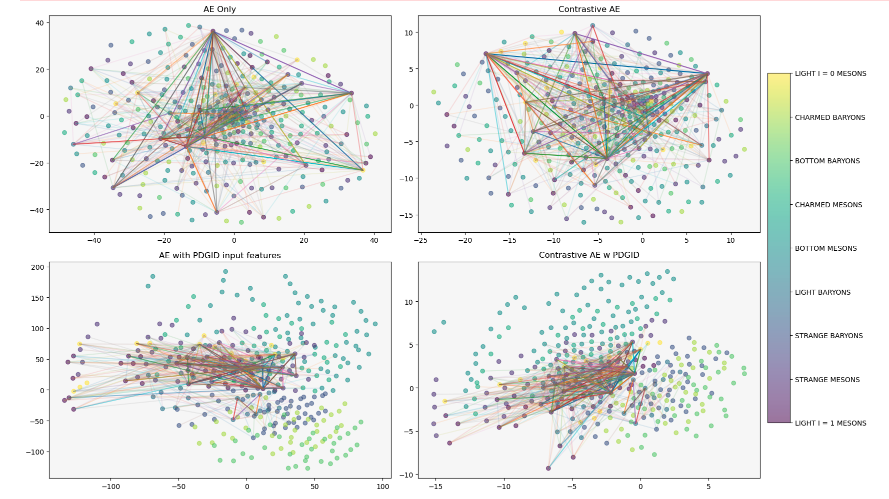 AE Only
40
20
0
−20
−40
−40 −20 0 20 40
Contrastive AE
10
5
0
−5
−10
−15
−25 −20 −15 −10 −5 0 5 10
AE with PDGID input features
200
150
100
50
0
−50
−100
−100 −50 0 50 100
Contrastive AE w PDGID
10
5
0
−5
−10
−15 −10 −5 0 5
LIGHT I = 0 MESONS
CHARMED BARYONS
BOTTOM BARYONS
CHARMED MESONS
BOTTOM MESONS
LIGHT BARYONS
STRANGE BARYONS
STRANGE MESONS
LIGHT I = 1 MESONS